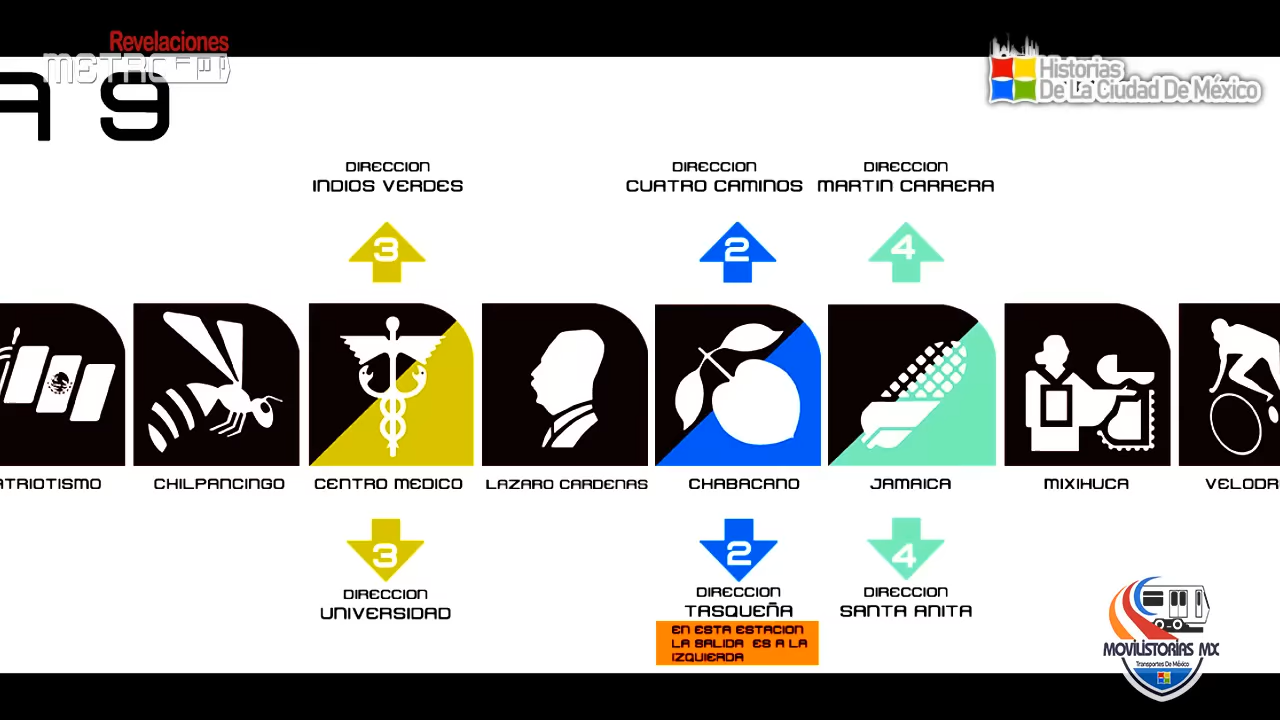 Revelaciones
METRO
Historias
De La Ciudad De México
A 9
DIRECCION
INDIOS VERDES
DIRECCION
CUATRO CAMINOS
DIRECCION
MARTIN CARRERA
3
2
4
ATRIOTISMO
CHILPANCINGO
CENTRO MEDICO
LAZARO CARDENAS
CHABACANO
JAMAICA
MIXIHUCA
VELODR
3
2
4
DIRECCION
UNIVERSIDAD
DIRECCION
TASQUEÑA
DIRECCION
SANTA ANITA
EN ESTA ESTACION
LA SALIDA ES A LA
IZQUIERDA
MOVILISTORIAS MX
Transportes De México